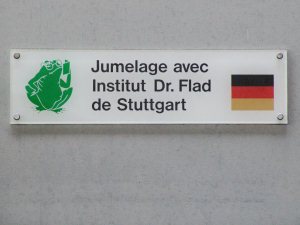 Jumelage avec
Institut Dr. Flad
de Stuttgart